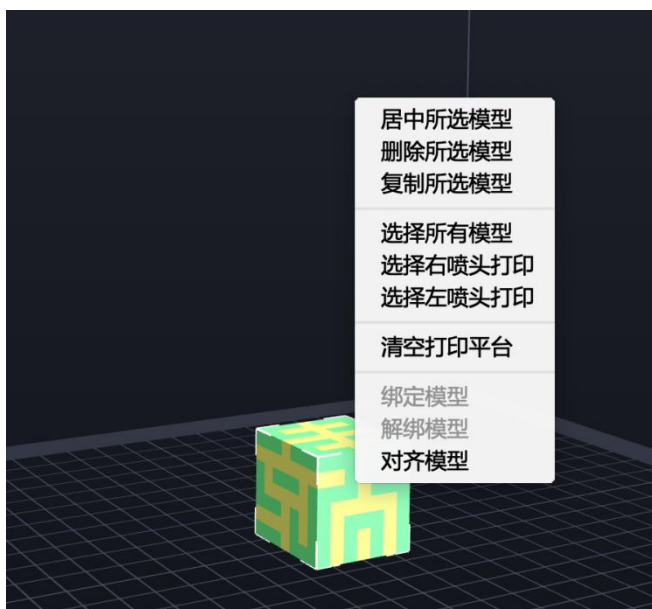 居中所选模型
删除所选模型
复制所选模型
选择所有模型
选择右喷头打印
选择左喷头打印
清空打印平台
绑定模型
解绑模型
对齐模型